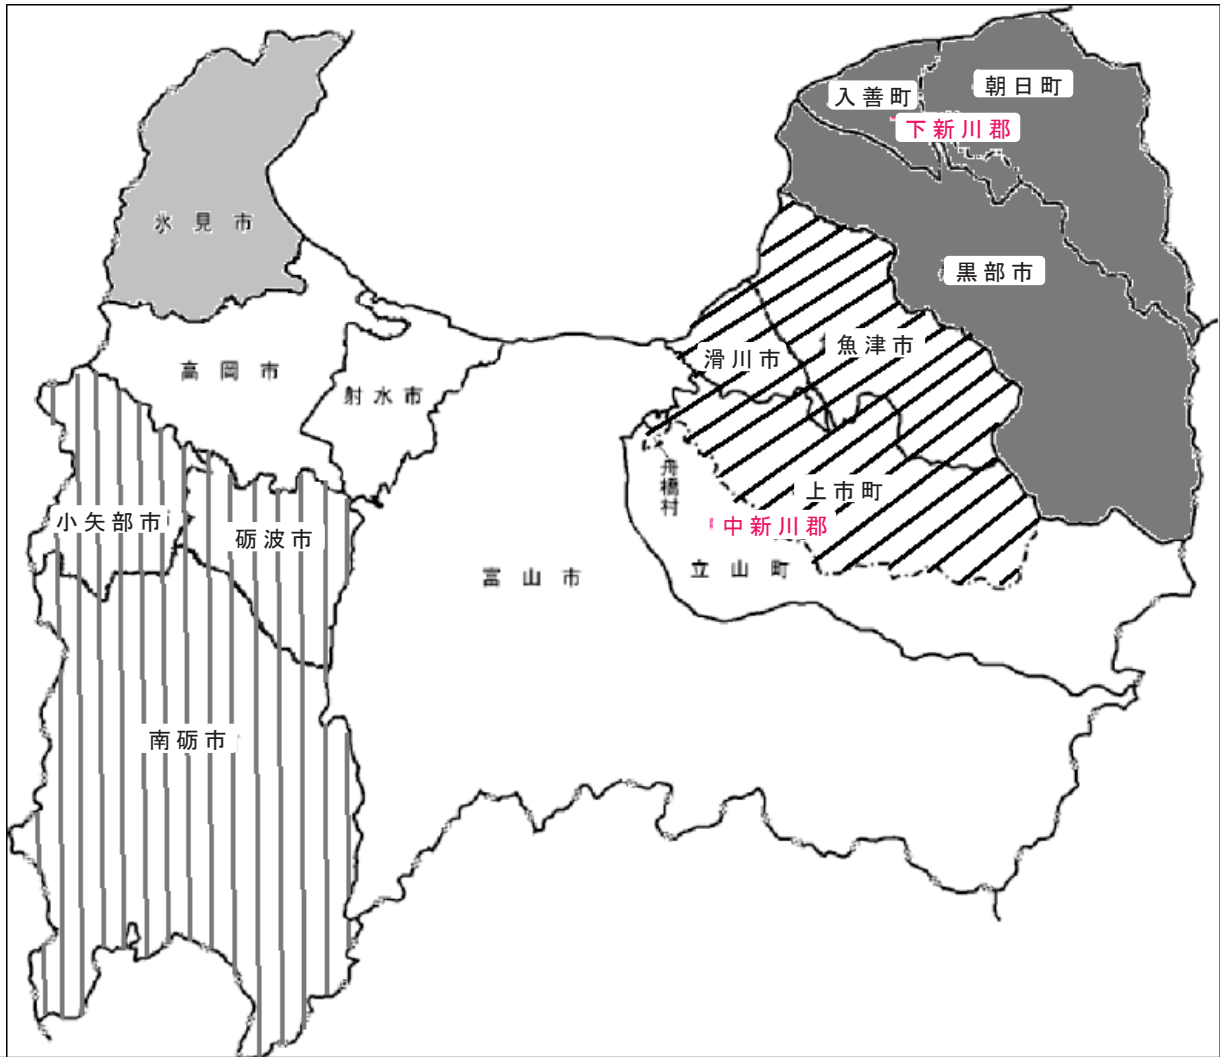 入善町
朝日町
下新川郡
氷見市
黒部市
滑川市
魚津市
高岡市
射水市
舟橋村
上市町
小矢部市
砺波市
中新川郡
富山市
立山町
南砺市